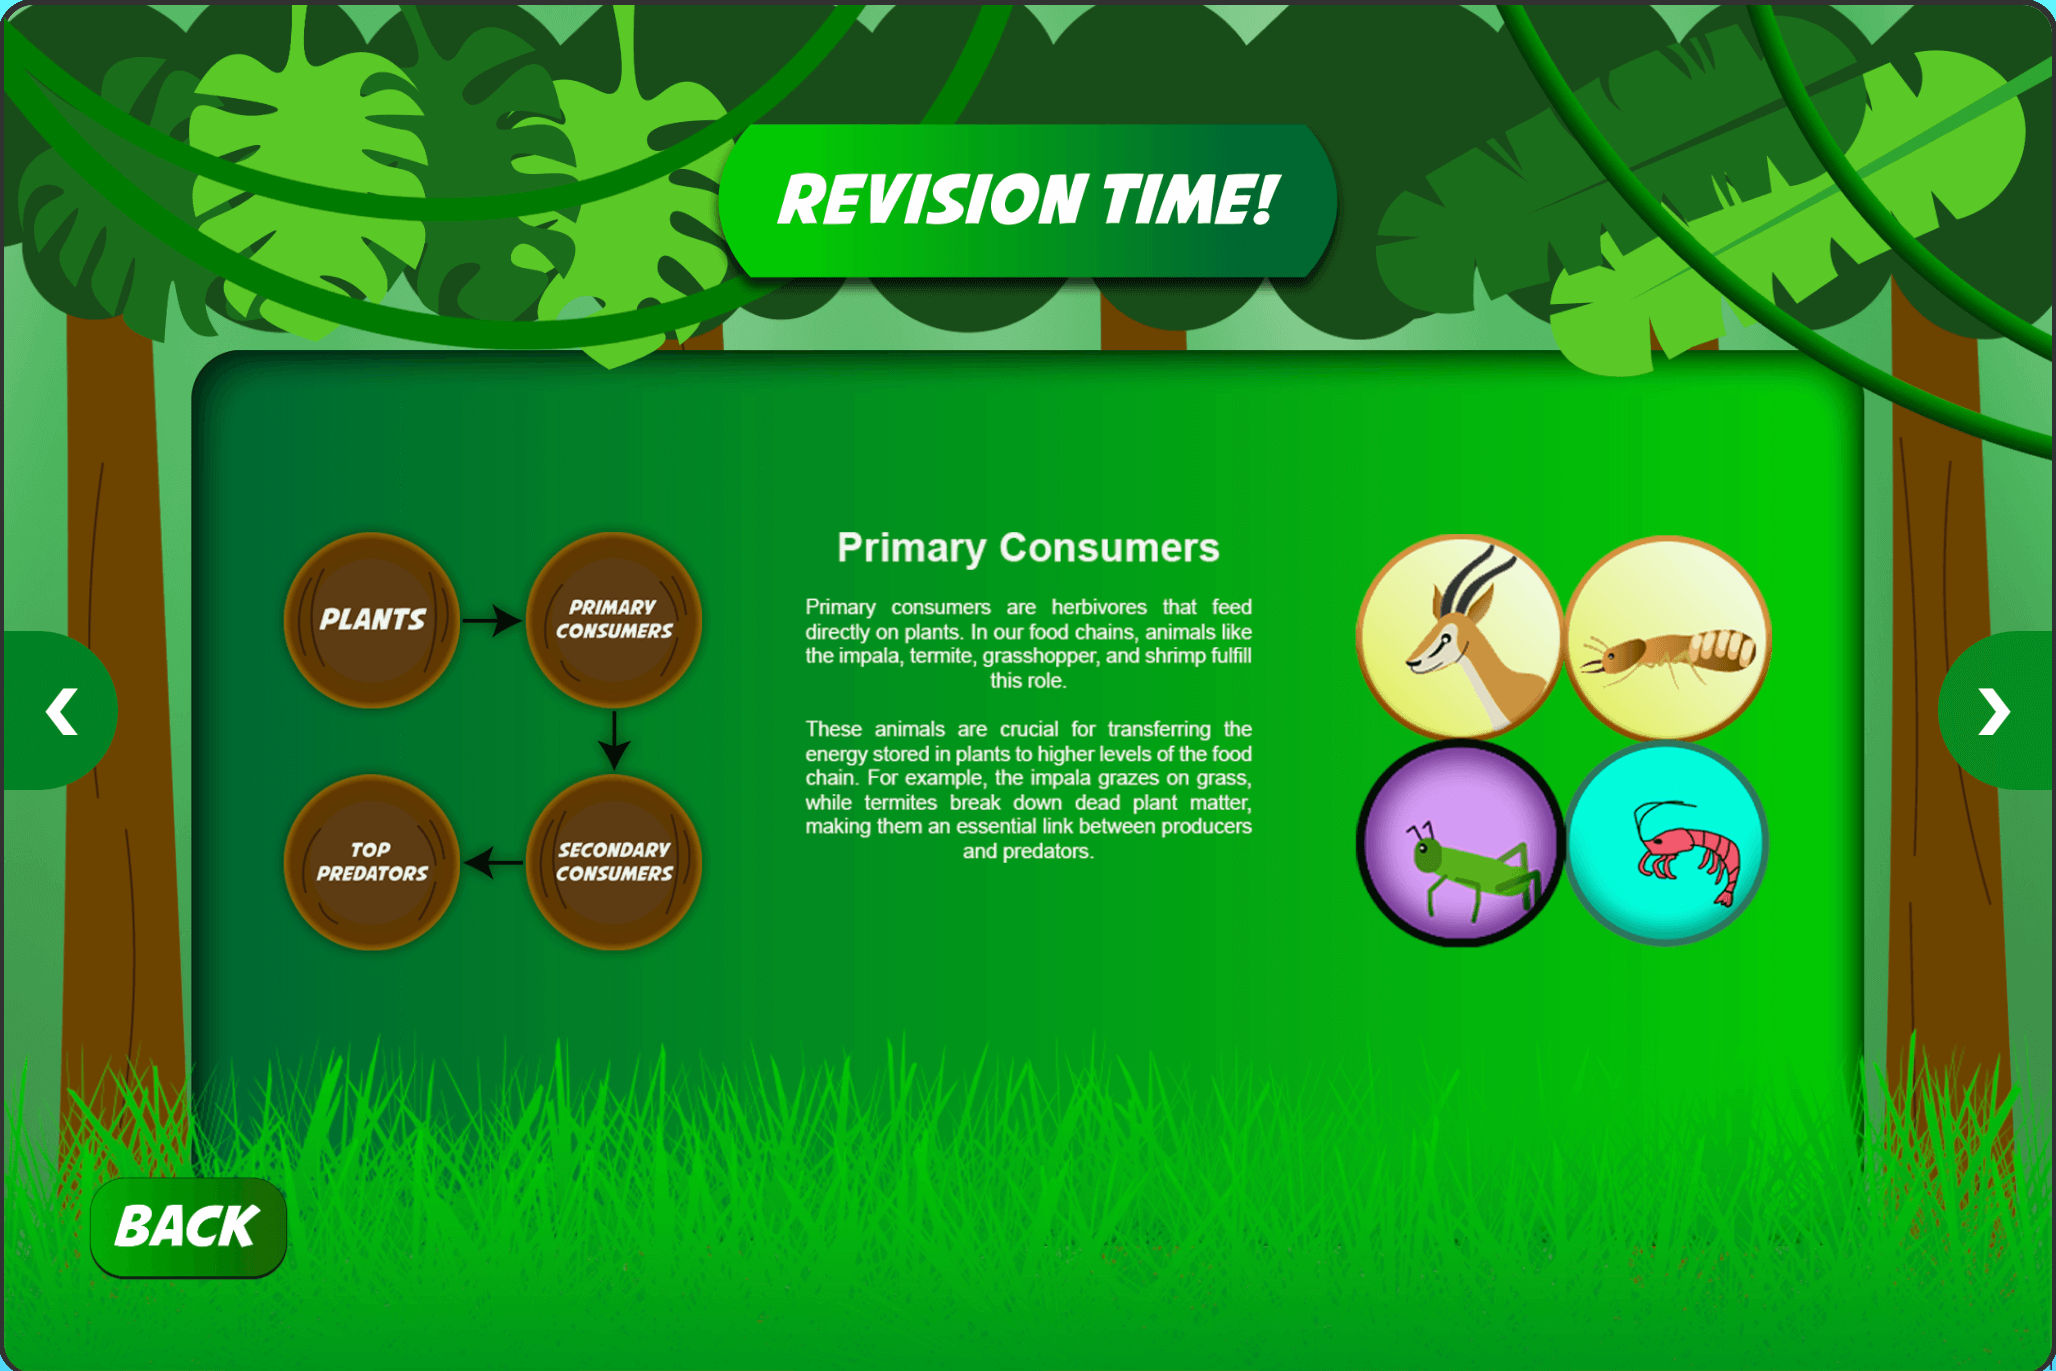 REVISION TIME!
PLANTS
PRIMARY
CONSUMERS
TOP
PREDATORS
SECONDARY
CONSUMERS
Primary Consumers
Primary consumers are herbivores that feed
directly on plants. In our food chains, animals like
the impala, termite, grasshopper, and shrimp fulfill
this role.
These animals are crucial for transferring the
energy stored in plants to higher levels of the food
chain. For example, the impala grazes on grass,
while termites break down dead plant matter,
making them an essential link between producers
and predators.
BACK